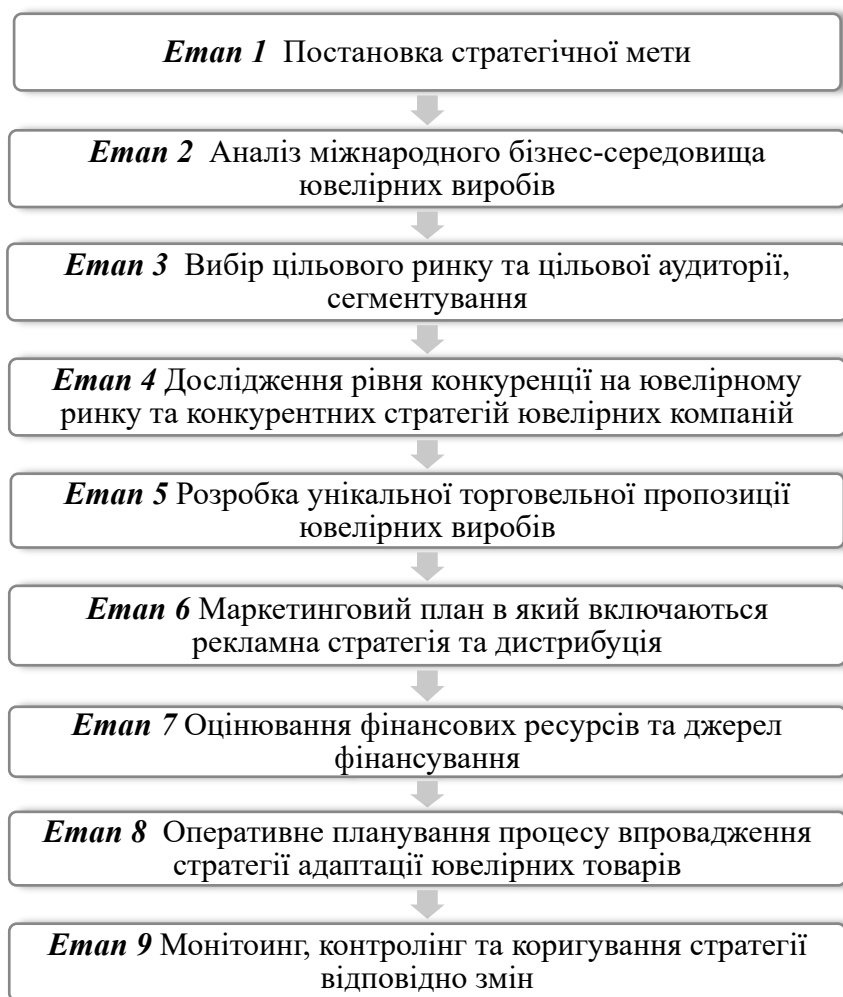 Етап 1 Постановка стратегічної мети
Етап 2 Аналіз міжнародного бізнес-середовища
ювелірних виробів
Етап 3 Вибір цільового ринку та цільової аудиторії,
сегментування
Етап 4 Дослідження рівня конкуренції на ювелірному
ринку та конкурентних стратегій ювелірних компаній
Етап 5 Розробка унікальної торговельної пропозиції
ювелірних виробів
Етап 6 Маркетинговий план в який включаються
рекламна стратегія та дистрибуція
Етап 7 Оцінювання фінансових ресурсів та джерел
фінансування
Етап 8 Оперативне планування процесу впровадження
стратегії адаптації ювелірних товарів
Етап 9 Монітоинг, контролінг та коригування стратегії
відповідно змін